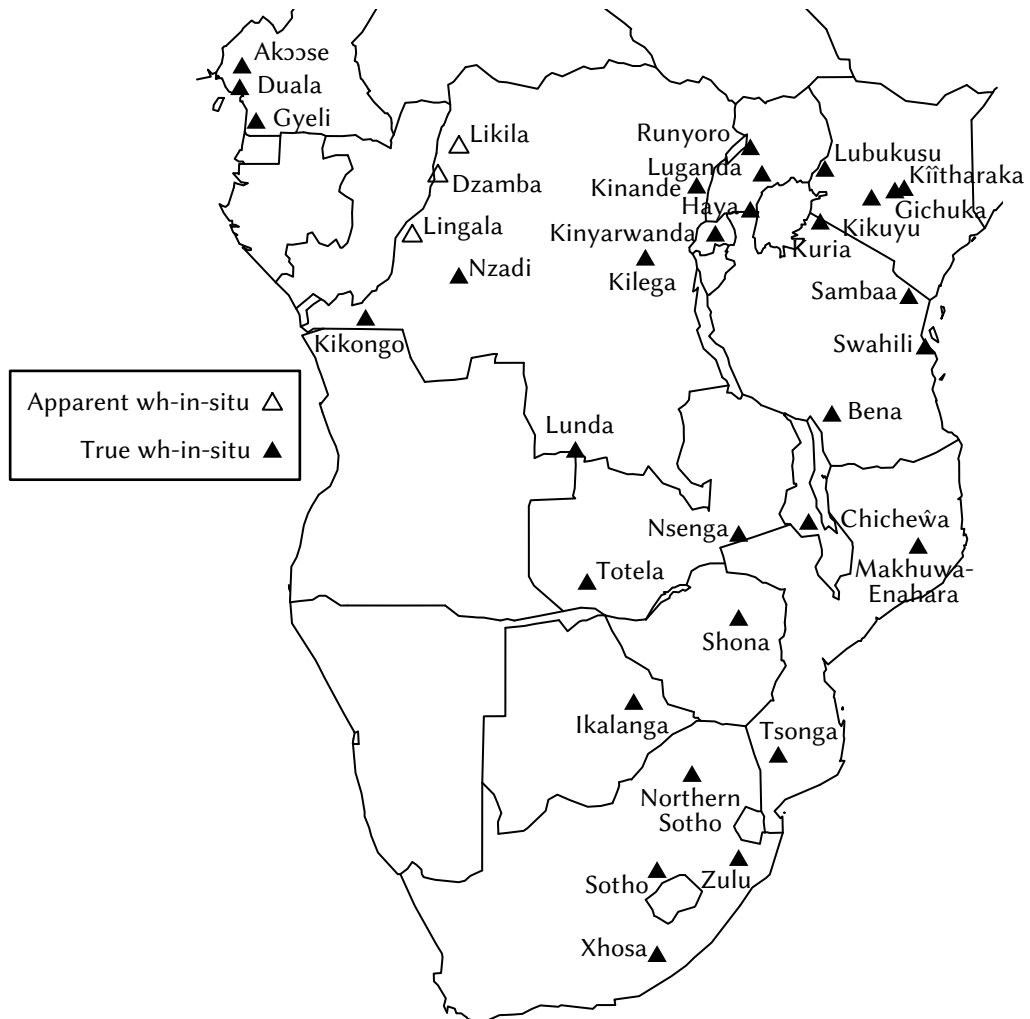 Akɔɔse
Duala
Gyeli
Likila
Dzamba
Lingala
Nzadi
Kikongo
Runyoro
Luganda
Kinande
Haya
Kinyarwanda
Kilega
Lubukusu
Kîîtharaka
Gichuka
Kikuyu
Kuria
Sambaa
Swahili
Bena
Apparent wh-in-situ
True wh-in-situ
Lunda
Nsenga
Chicheŵa
Makhuwa-
Enahara
Totela
Shona
Ikalanga
Tsonga
Northern
Sotho
Sotho
Zulu
Xhosa